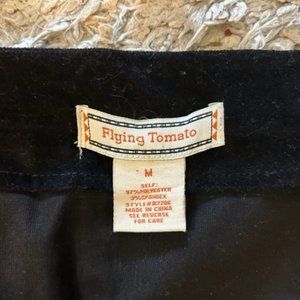 Flying Tomato
M
SELF:
97%POLYESTER
3%SPANDEX
MADE IN CHINA
SEE REVERSE
FOR CARE